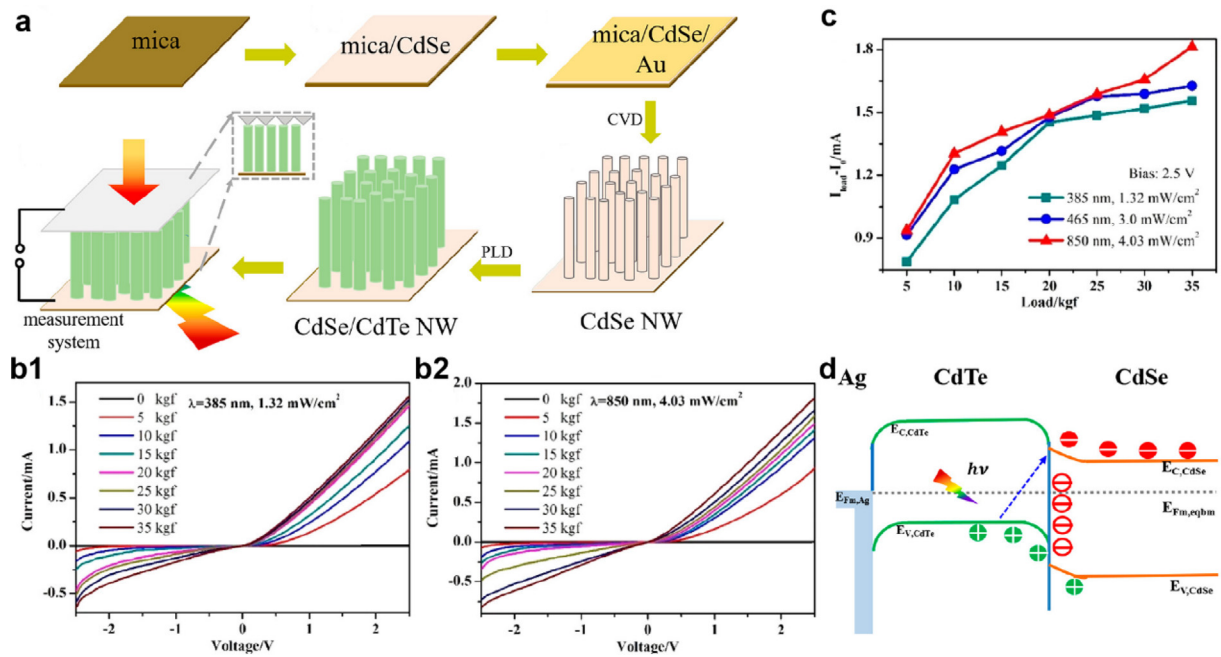 a
mica
mica/CdSe
mica/CdSe/
Au
CVD
CdSe NW
PLD
CdSe/CdTe NW
measurement
system
c
I_load-I_0/mA
1.8
1.5
1.2
0.9
Bias: 2.5 V
385 nm, 1.32 mW/cm²
465 nm, 3.0 mW/cm²
850 nm, 4.03 mW/cm²
5 10 15 20 25 30 35
Load/kgf
b1
Current/mA
1.5
1.0
0.5
0.0
-0.5
λ=385 nm, 1.32 mW/cm²
0 kgf
5 kgf
10 kgf
15 kgf
20 kgf
25 kgf
30 kgf
35 kgf
-2 -1 0 1 2
Voltage/V
b2
Current/mA
2.0
1.5
1.0
0.5
0.0
-0.5
λ=850 nm, 4.03 mW/cm²
0 kgf
5 kgf
10 kgf
15 kgf
20 kgf
25 kgf
30 kgf
35 kgf
-2 -1 0 1 2
Voltage/V
d
Ag
CdTe
CdSe
E_C,CdTe
hν
E_C,CdSe
E_Fm,Ag
E_Fm,eqbm
E_V,CdTe
E_V,CdSe